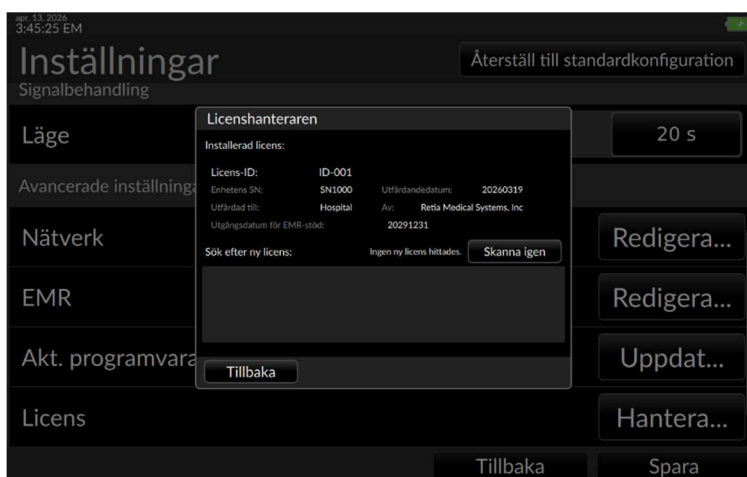 apr. 13, 2026
3:45:25 EM
Inställningar
Återställ till standardkonfiguration
Signalbehandling
Läge
20 s
Avancerade inställninga
Nätverk
Redigera...
EMR
Redigera...
Akt. programvara
Uppdat...
Licens
Hantera...
Tillbaka
Spara
Licenshanteraren
Installerad licens:
Licens-ID: ID-001
Enhetens SN: SN1000 Utfärdandedatum: 20260319
Utfärdad till: Hospital Av: Retia Medical Systems, Inc
Utgångsdatum för EMR-stöd: 20291231
Sök efter ny licens: Ingen ny licens hittades. Skanna igen
Tillbaka